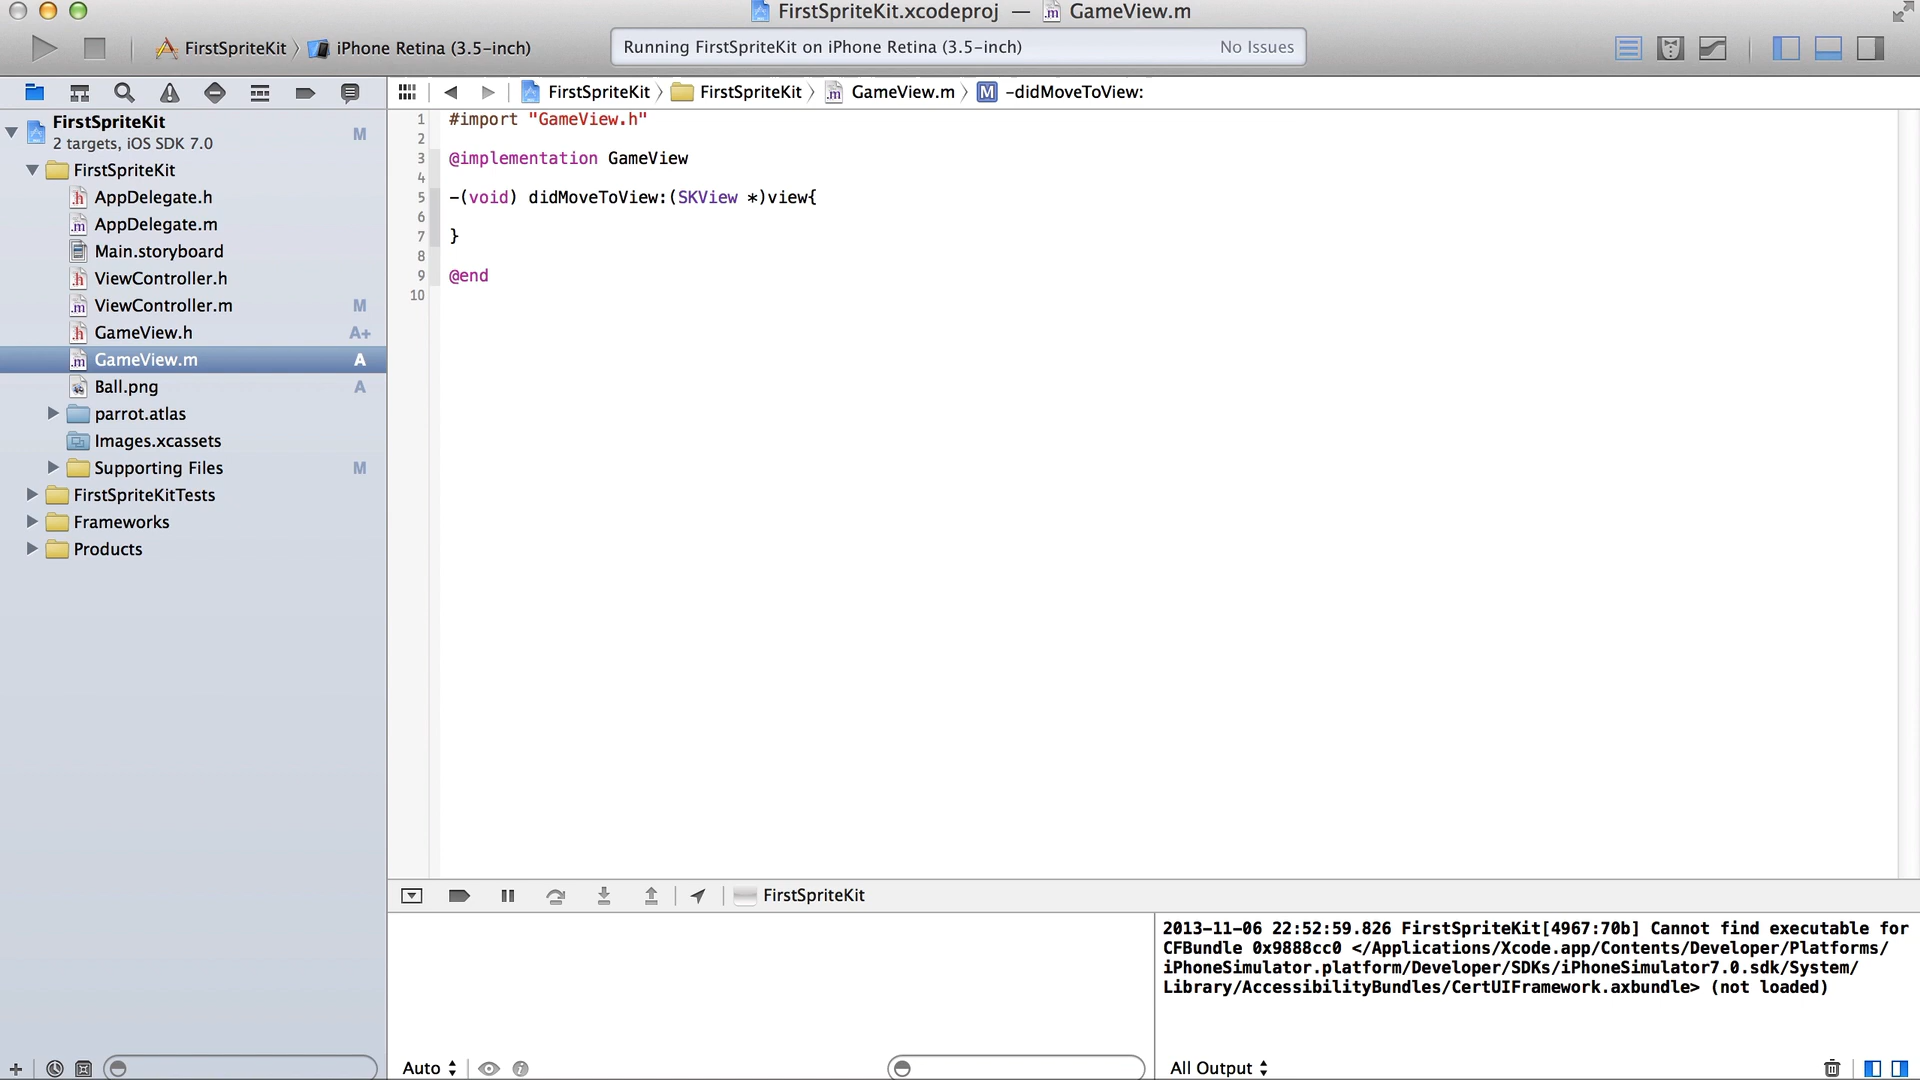 FirstSpriteKit.xcodeproj — GameView.m
FirstSpriteKit iPhone Retina (3.5-inch)
Running FirstSpriteKit on iPhone Retina (3.5-inch) No Issues
FirstSpriteKit FirstSpriteKit GameView.m M -didMoveToView:
FirstSpriteKit M
2 targets, iOS SDK 7.0
FirstSpriteKit
AppDelegate.h
AppDelegate.m
Main.storyboard
ViewController.h
ViewController.m M
GameView.h A+
GameView.m A
Ball.png A
parrot.atlas
Images.xcassets
Supporting Files M
FirstSpriteKitTests
Frameworks
Products
1 #import "GameView.h"
2
3 @implementation GameView
4
5 -(void) didMoveToView:(SKView *)view{
6
7 }
8
9 @end
10
FirstSpriteKit
2013-11-06 22:52:59.826 FirstSpriteKit[4967:70b] Cannot find executable for
CFBundle 0x9888cc0 </Applications/Xcode.app/Contents/Developer/Platforms/
iPhoneSimulator.platform/Developer/SDKs/iPhoneSimulator7.0.sdk/System/
Library/AccessibilityBundles/CertUIFramework.axbundle> (not loaded)
Auto
All Output